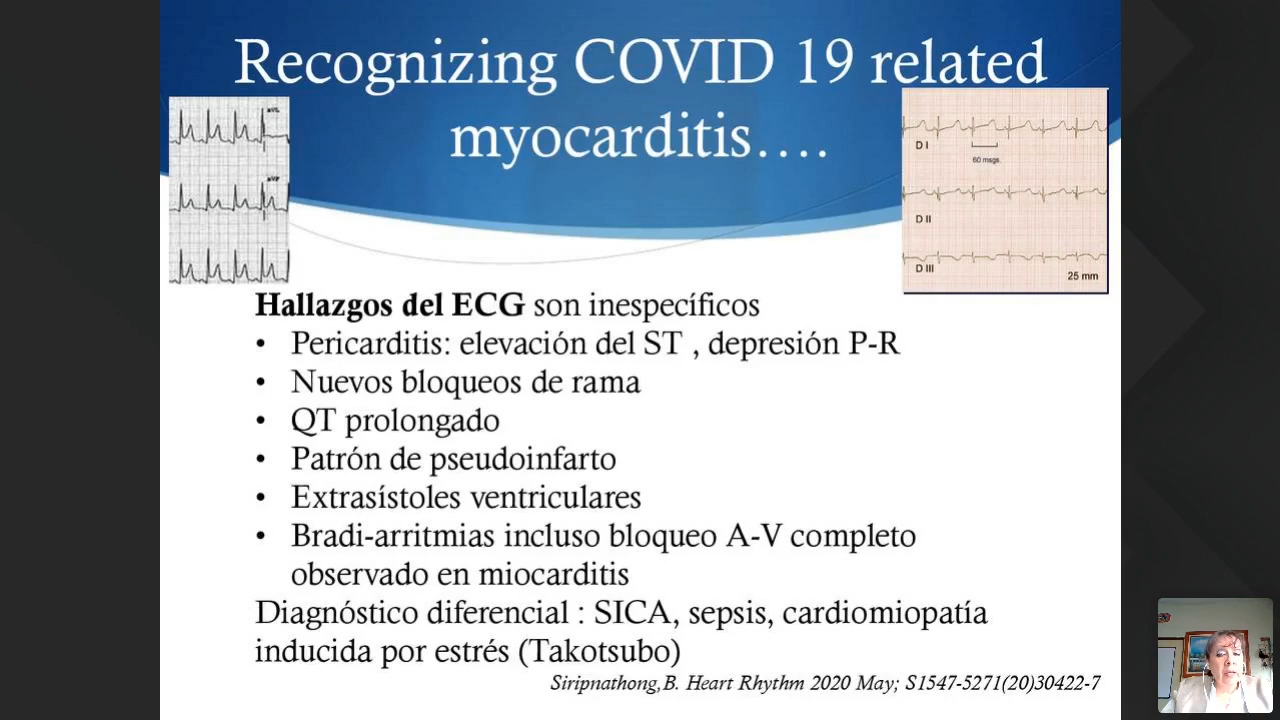 Recognizing COVID 19 related
myocarditis....
aVL
aVF
D I
60 msgs.
D II
D III
25 mm
Hallazgos del ECG son inespecíficos
• Pericarditis: elevación del ST , depresión P-R
• Nuevos bloqueos de rama
• QT prolongado
• Patrón de pseudoinfarto
• Extrasístoles ventriculares
• Bradi-arritmias incluso bloqueo A-V completo
observado en miocarditis
Diagnóstico diferencial : SICA, sepsis, cardiomiopatía
inducida por estrés (Takotsubo)
Siripnathong,B. Heart Rhythm 2020 May; S1547-5271(20)30422-7